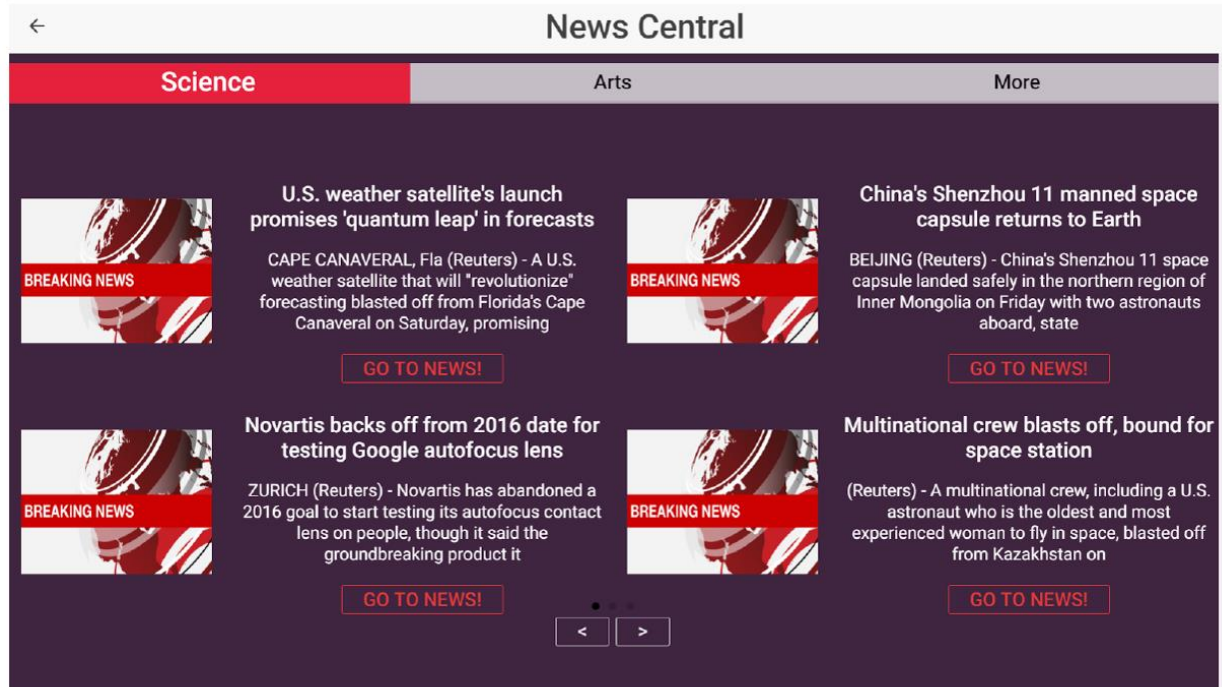 ←
News Central
Science
Arts
More
BREAKING NEWS
U.S. weather satellite's launch
promises 'quantum leap' in forecasts
CAPE CANAVERAL, Fla (Reuters) - A U.S.
weather satellite that will "revolutionize"
forecasting blasted off from Florida's Cape
Canaveral on Saturday, promising
GO TO NEWS!
BREAKING NEWS
China's Shenzhou 11 manned space
capsule returns to Earth
BEIJING (Reuters) - China's Shenzhou 11 space
capsule landed safely in the northern region of
Inner Mongolia on Friday with two astronauts
aboard, state
GO TO NEWS!
BREAKING NEWS
Novartis backs off from 2016 date for
testing Google autofocus lens
ZURICH (Reuters) - Novartis has abandoned a
2016 goal to start testing its autofocus contact
lens on people, though it said the
groundbreaking product it
GO TO NEWS!
BREAKING NEWS
Multinational crew blasts off, bound for
space station
(Reuters) - A multinational crew, including a U.S.
astronaut who is the oldest and most
experienced woman to fly in space, blasted off
from Kazakhstan on
GO TO NEWS!
< >